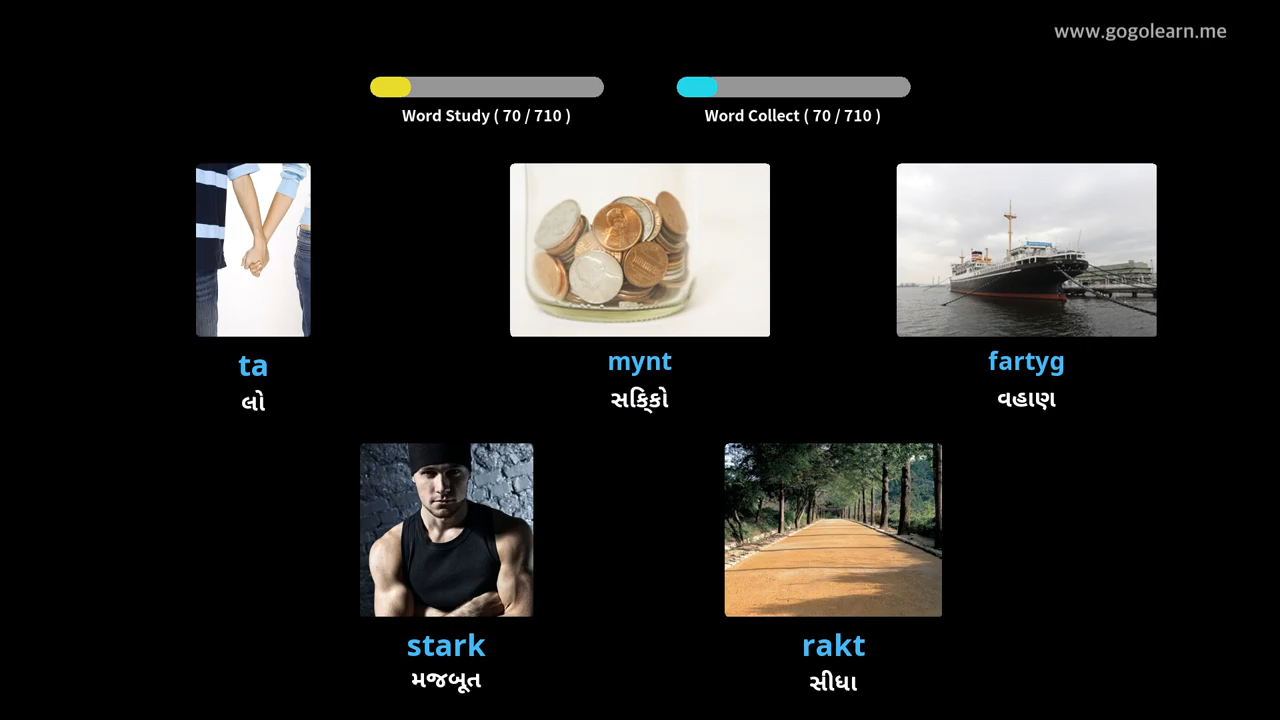 www.gogolearn.me
Word Study ( 70 / 710 )
Word Collect ( 70 / 710 )
ta
લો
mynt
સિક્કો
fartyg
વહાણ
stark
મજબૂત
rakt
સીધા